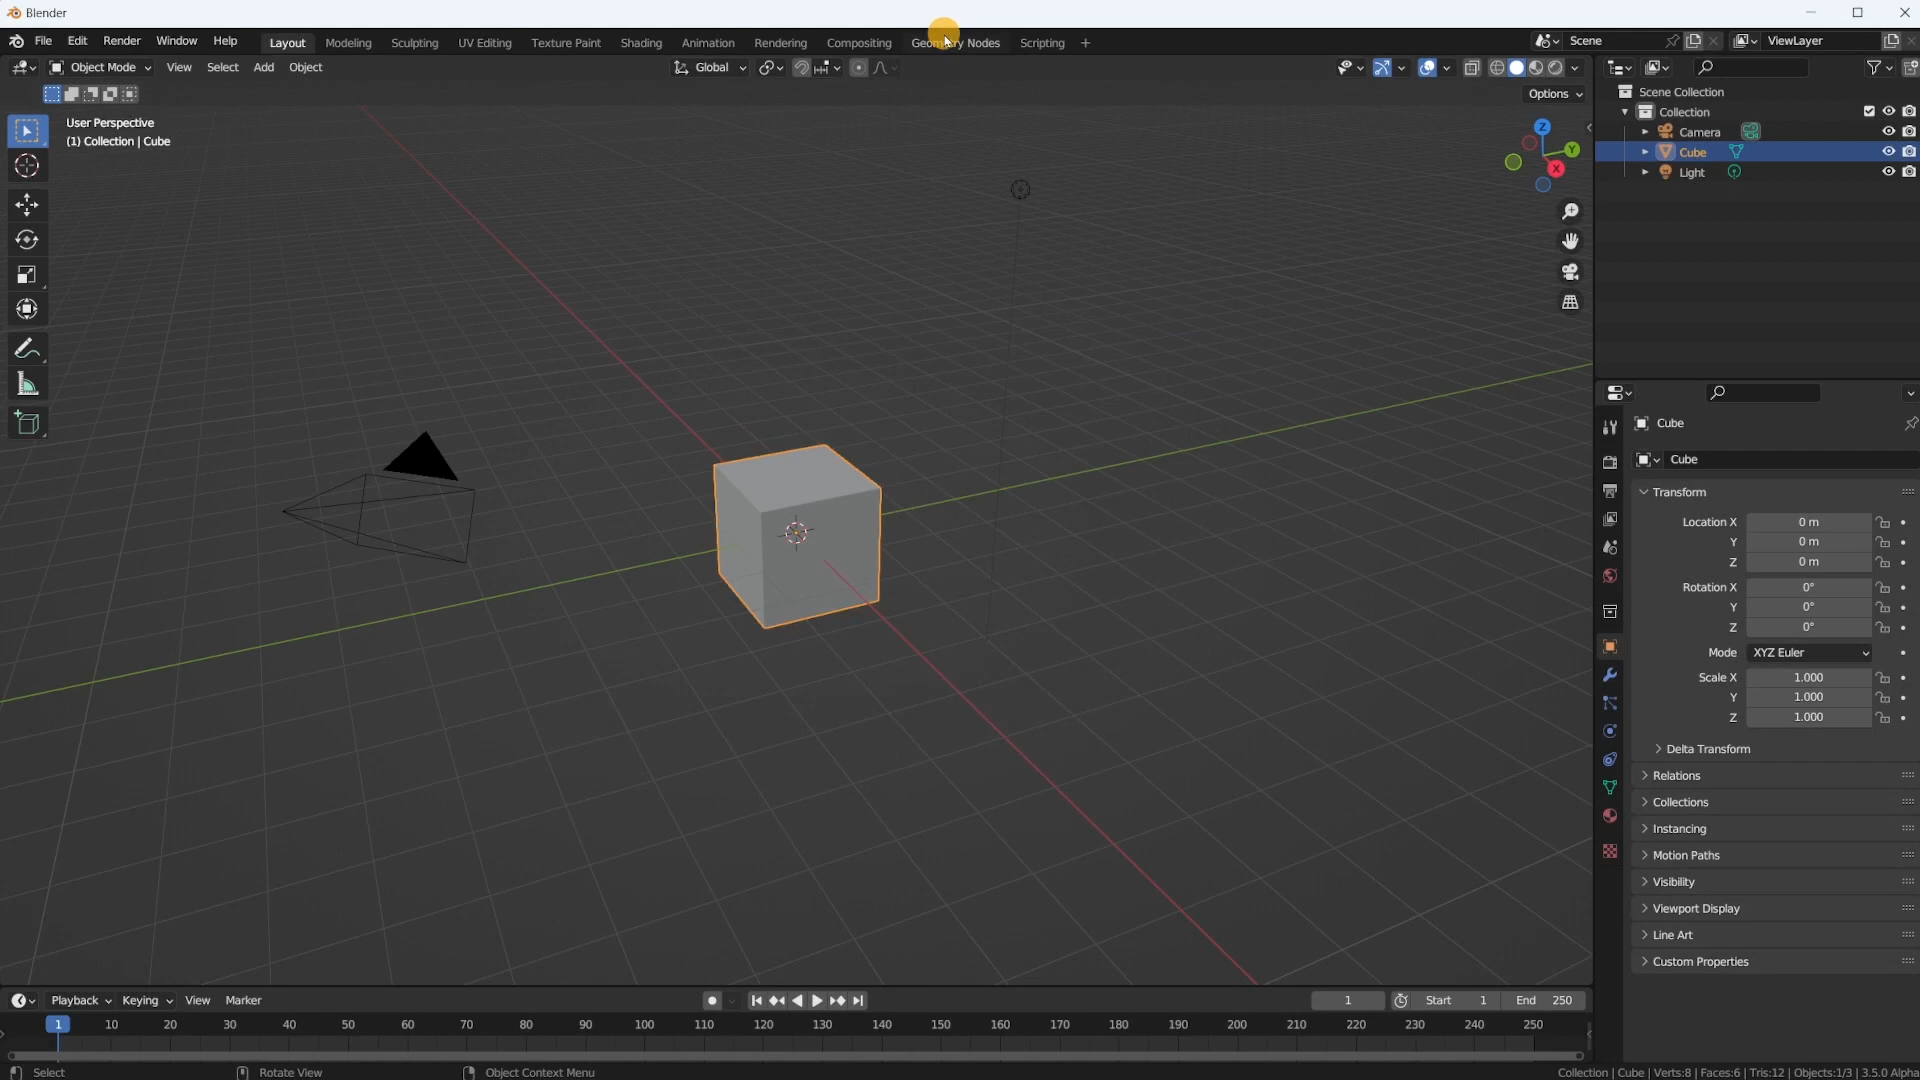 Blender
File Edit Render Window Help Layout Modeling Sculpting UV Editing Texture Paint Shading Animation Rendering Compositing Geometry Nodes Scripting + Scene ViewLayer
Object Mode View Select Add Object Global
Options
User Perspective
(1) Collection | Cube
Z
Y
X
Scene Collection
Collection
Camera
Cube
Light
Cube
Cube
Transform
Location X 0 m
Y 0 m
Z 0 m
Rotation X 0°
Y 0°
Z 0°
Mode XYZ Euler
Scale X 1.000
Y 1.000
Z 1.000
Delta Transform
Relations
Collections
Instancing
Motion Paths
Visibility
Viewport Display
Line Art
Custom Properties
Playback Keying View Marker 1 Start 1 End 250
1 10 20 30 40 50 60 70 80 90 100 110 120 130 140 150 160 170 180 190 200 210 220 230 240 250
Select Rotate View Object Context Menu Collection | Cube | Verts:8 | Faces:6 | Tris:12 | Objects:1/3 | 3.5.0 Alpha